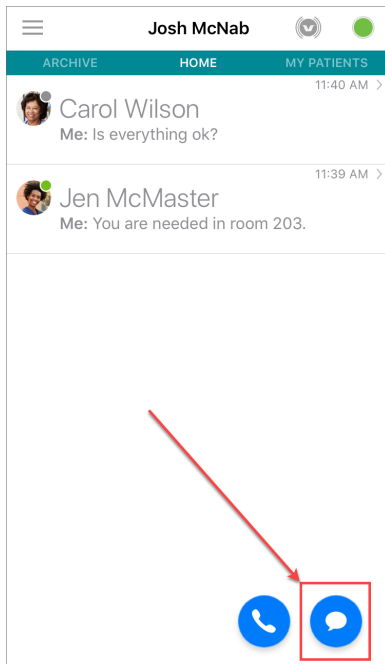 Josh McNab
ARCHIVE HOME MY PATIENTS
11:40 AM
Carol Wilson
Me: Is everything ok?
11:39 AM
Jen McMaster
Me: You are needed in room 203.